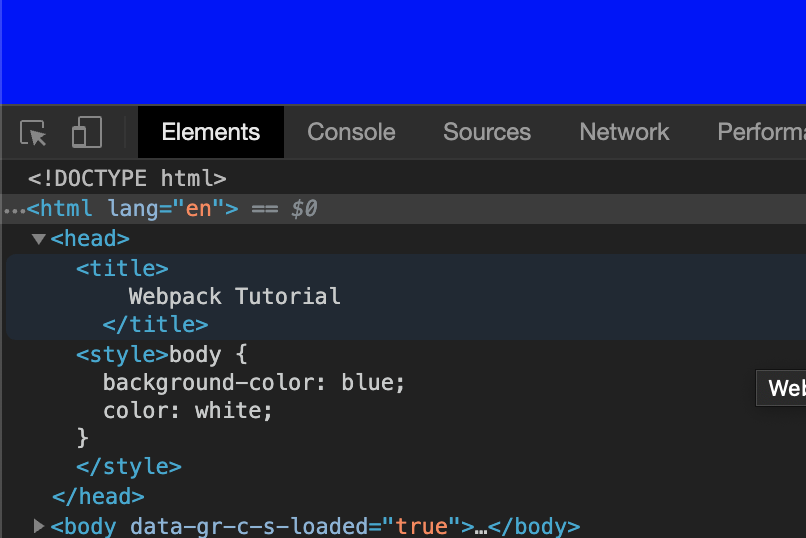 Elements Console Sources Network Performa
<!DOCTYPE html>
…<html lang="en"> == $0
▼<head>
<title>
Webpack Tutorial
</title>
<style>body {
background-color: blue;
Web
color: white;
}
</style>
</head>
▶<body data-gr-c-s-loaded="true">…</body>